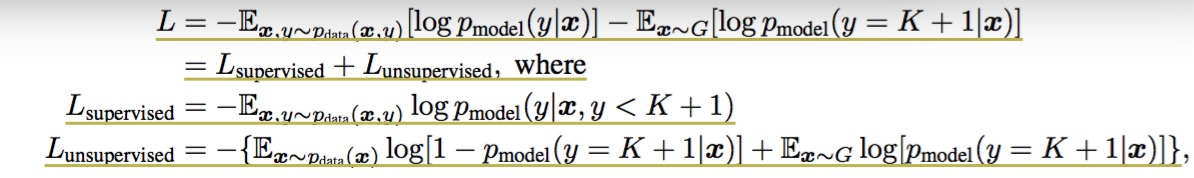 L = −𝔼_{x,y∼p_data(x,y)}[log p_model(y|x)] − 𝔼_{x∼G}[log p_model(y = K + 1|x)]
= L_supervised + L_unsupervised, where
L_supervised = −𝔼_{x,y∼p_data(x,y)} log p_model(y|x, y < K + 1)
L_unsupervised = −{𝔼_{x∼p_data(x)} log[1 − p_model(y = K + 1|x)] + 𝔼_{x∼G} log[p_model(y = K + 1|x)]},